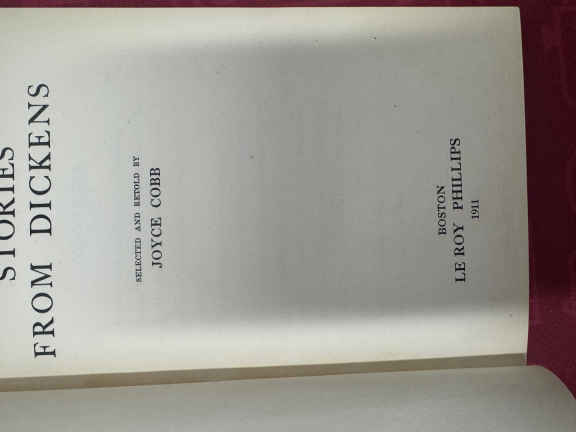 STORIES
FROM DICKENS
SELECTED AND RETOLD BY
JOYCE COBB
BOSTON
LE ROY PHILLIPS
1911